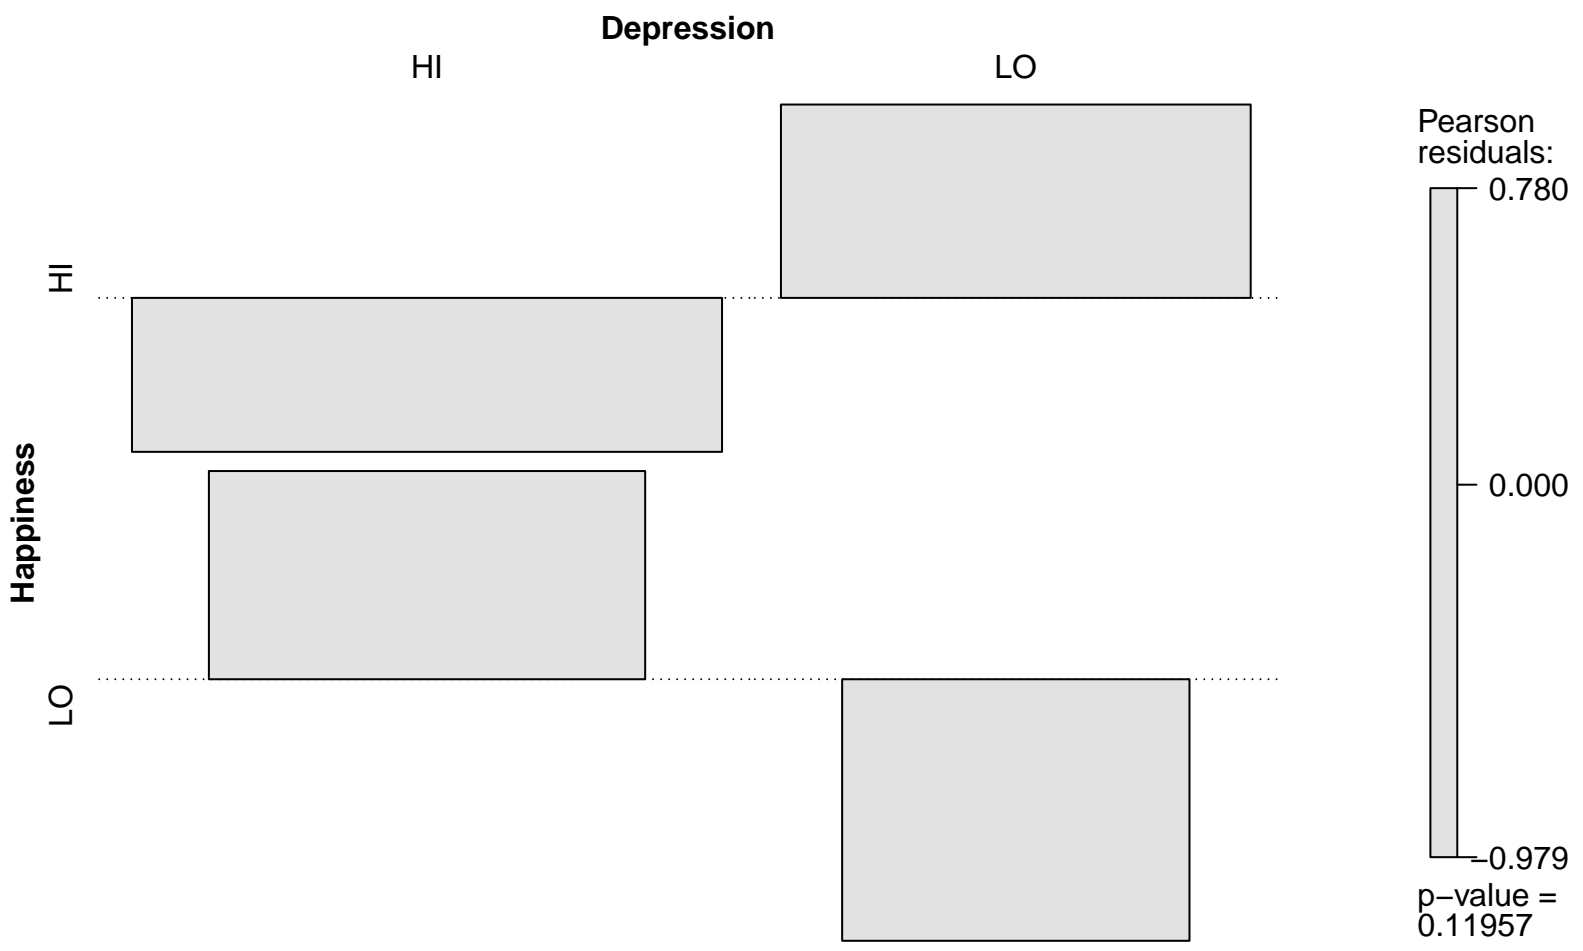 Depression
HI
LO
Happiness
HI
LO
Pearson
residuals:
0.780
0.000
−0.979
p−value =
0.11957